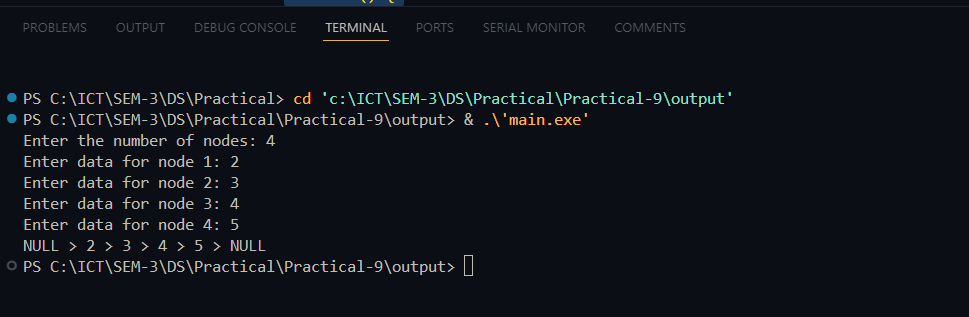 () {
PROBLEMS OUTPUT DEBUG CONSOLE TERMINAL PORTS SERIAL MONITOR COMMENTS
PS C:\ICT\SEM-3\DS\Practical> cd 'c:\ICT\SEM-3\DS\Practical\Practical-9\output'
PS C:\ICT\SEM-3\DS\Practical\Practical-9\output> & .\'main.exe'
Enter the number of nodes: 4
Enter data for node 1: 2
Enter data for node 2: 3
Enter data for node 3: 4
Enter data for node 4: 5
NULL > 2 > 3 > 4 > 5 > NULL
PS C:\ICT\SEM-3\DS\Practical\Practical-9\output>